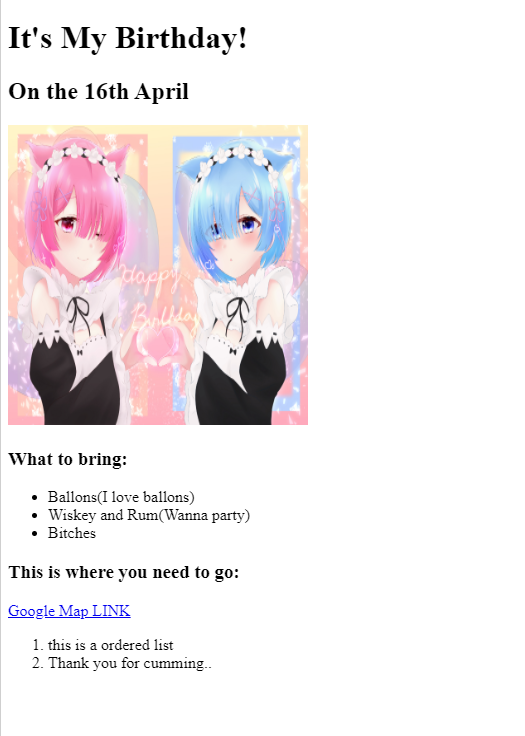 It's My Birthday!
On the 16th April
Happy
Birthday
What to bring:
Ballons(I love ballons)
Wiskey and Rum(Wanna party)
Bitches
This is where you need to go:
Google Map LINK
1. this is a ordered list
2. Thank you for cumming..